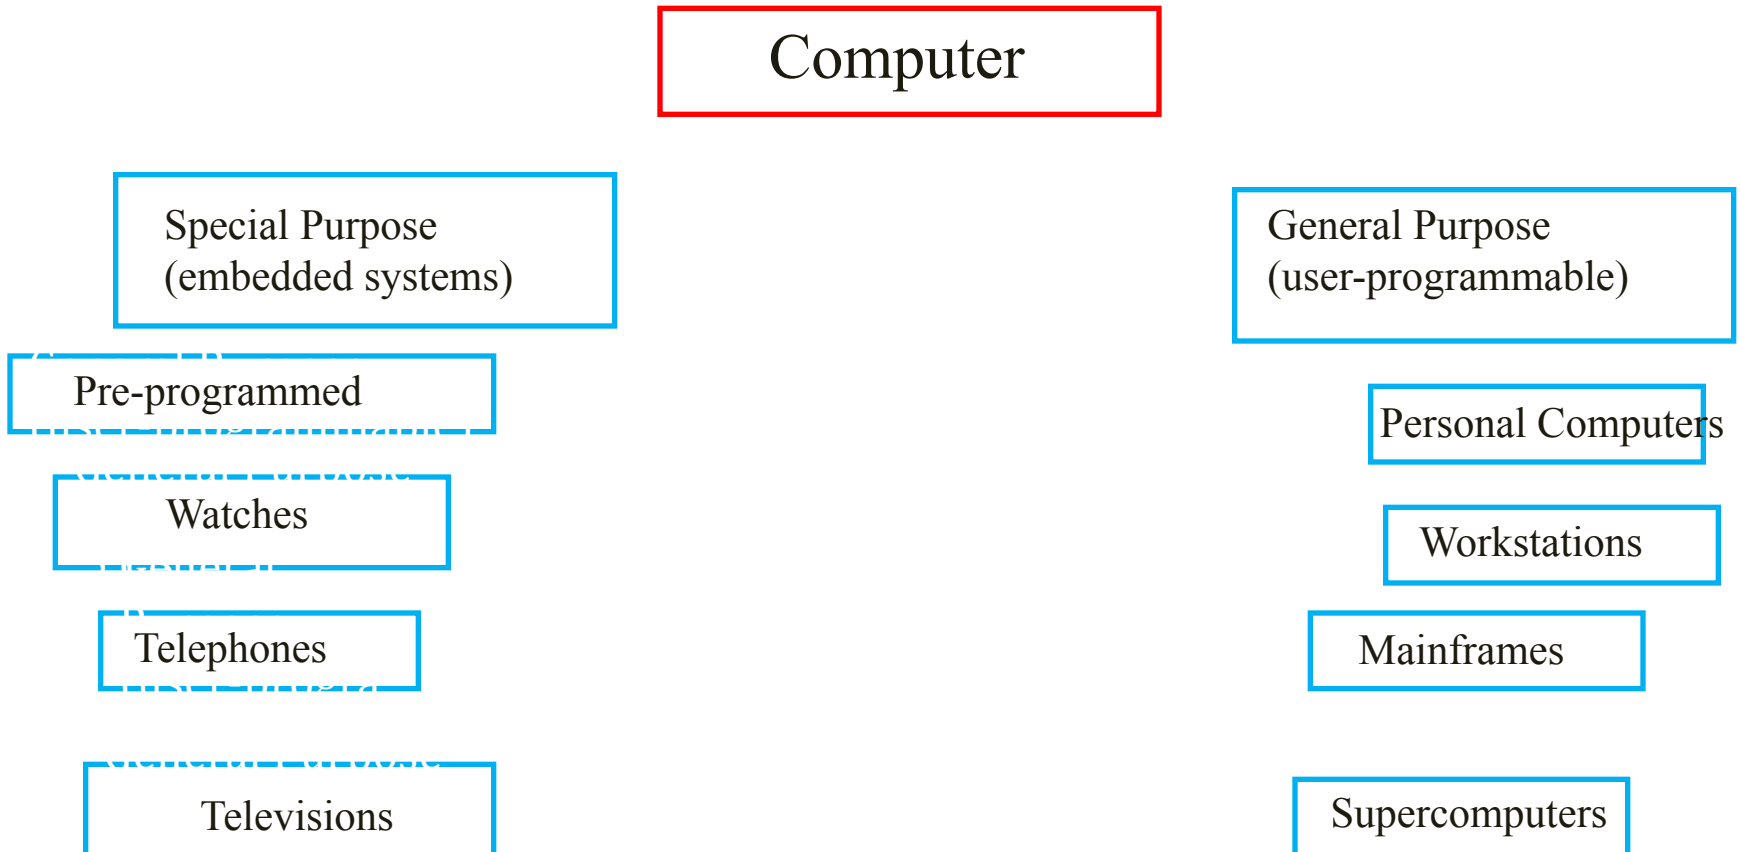 Computer
Special Purpose
(embedded systems)
General Purpose
(user-programmable)
Pre-programmed
Personal Computers
Watches
Workstations
Telephones
Mainframes
Televisions
Supercomputers